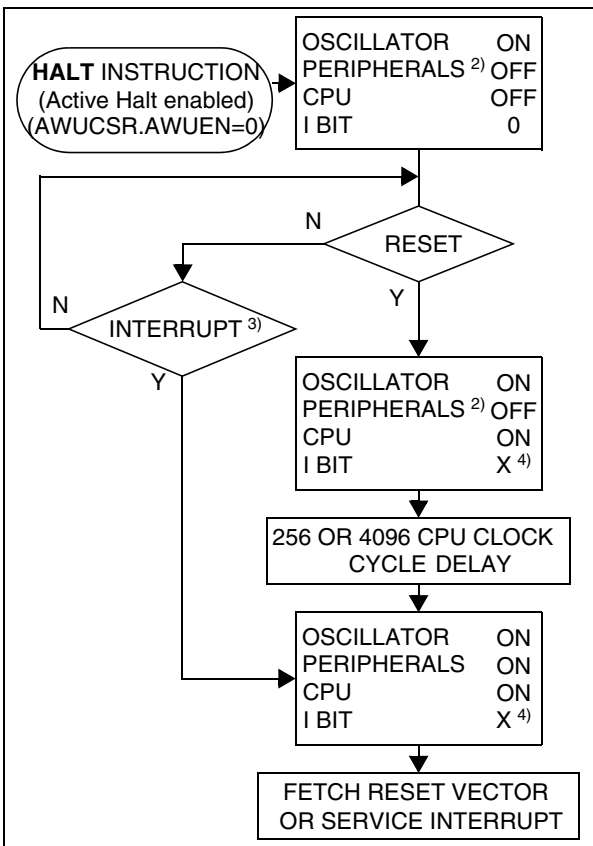 HALT INSTRUCTION
(Active Halt enabled)
(AWUCSR.AWUEN=0)
OSCILLATOR ON
PERIPHERALS 2) OFF
CPU OFF
I BIT 0
RESET
N
Y
INTERRUPT 3)
N
Y
OSCILLATOR ON
PERIPHERALS 2) OFF
CPU ON
I BIT X 4)
256 OR 4096 CPU CLOCK
CYCLE DELAY
OSCILLATOR ON
PERIPHERALS ON
CPU ON
I BIT X 4)
FETCH RESET VECTOR
OR SERVICE INTERRUPT